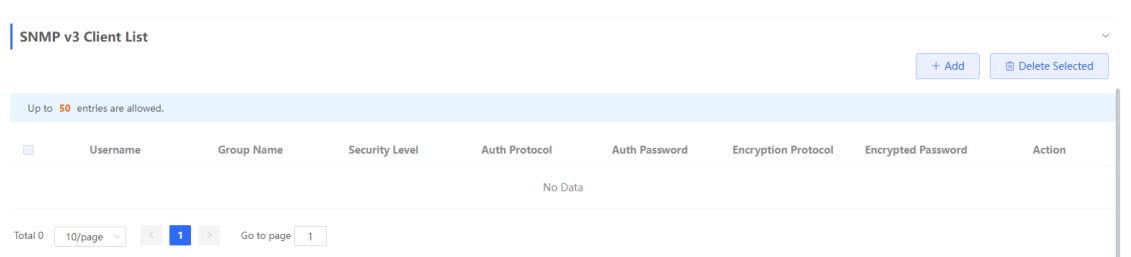 SNMP v3 Client List
+ Add Delete Selected
Up to 50 entries are allowed.
Username Group Name Security Level Auth Protocol Auth Password Encryption Protocol Encrypted Password Action
No Data
Total 0 10/page < 1 > Go to page 1